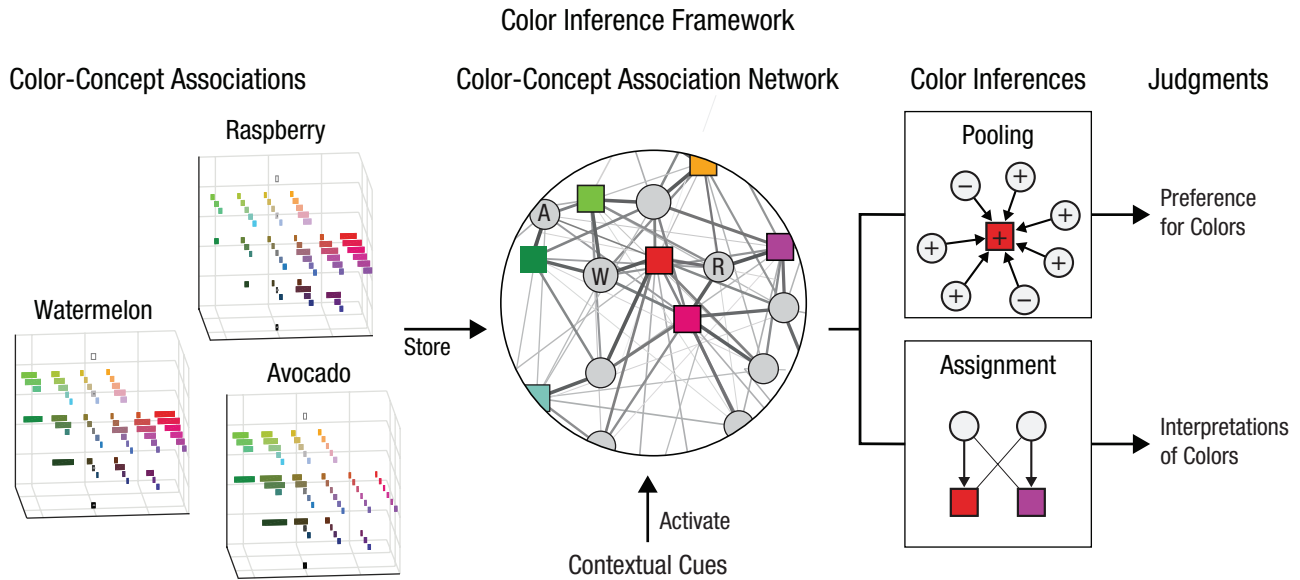 Color Inference Framework
Color-Concept Associations
Color-Concept Association Network
Color Inferences
Judgments
Raspberry
Watermelon
Avocado
Store
A
W
R
Activate
Contextual Cues
Pooling
−
+
+
+
+
+
−
+
Preference
for Colors
Assignment
Interpretations
of Colors